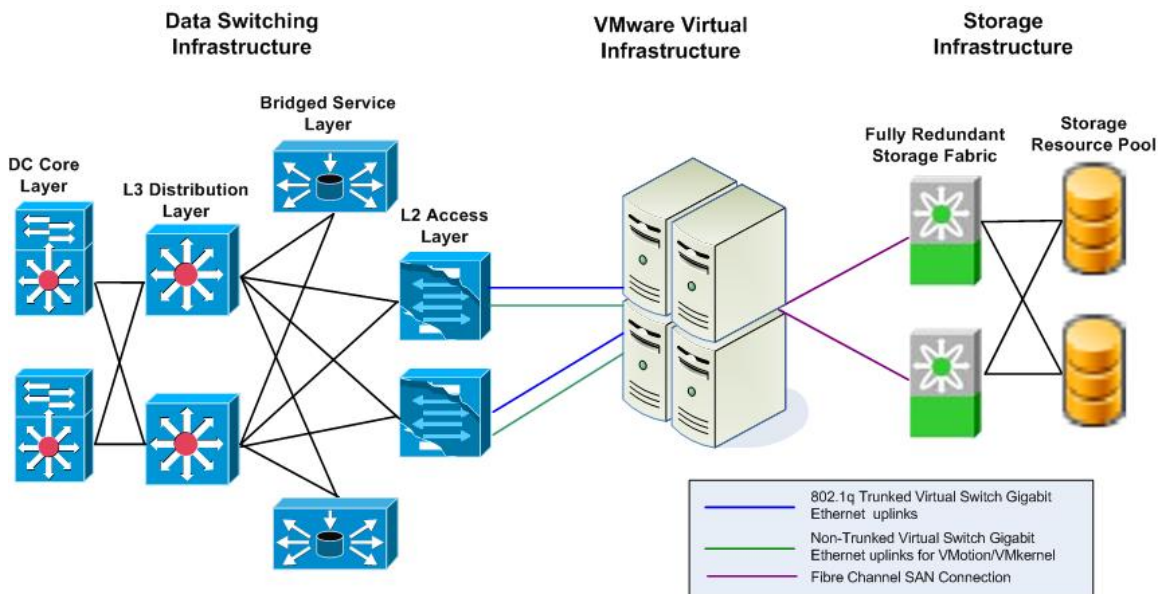 Data Switching
Infrastructure
VMware Virtual
Infrastructure
Storage
Infrastructure
Bridged Service
Layer
DC Core
Layer
L3 Distribution
Layer
L2 Access
Layer
Fully Redundant
Storage Fabric
Storage
Resource Pool
802.1q Trunked Virtual Switch Gigabit
Ethernet uplinks
Non-Trunked Virtual Switch Gigabit
Ethernet uplinks for VMotion/VMkernel
Fibre Channel SAN Connection